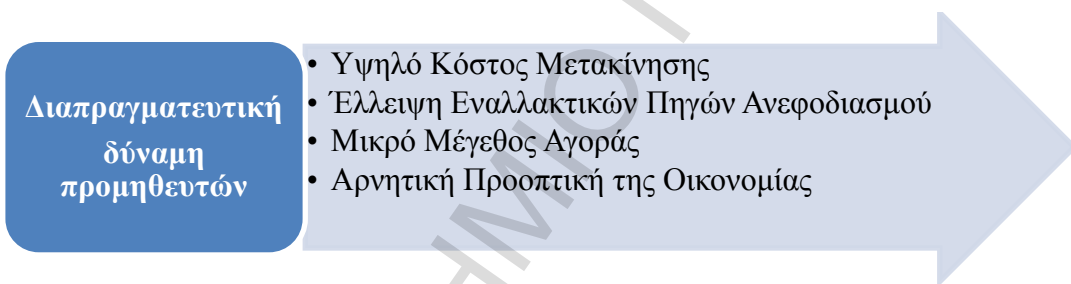 Διαπραγματευτική
δύναμη
προμηθευτών
• Υψηλό Κόστος Μετακίνησης
• Έλλειψη Εναλλακτικών Πηγών Ανεφοδιασμού
• Μικρό Μέγεθος Αγοράς
• Αρνητική Προοπτική της Οικονομίας